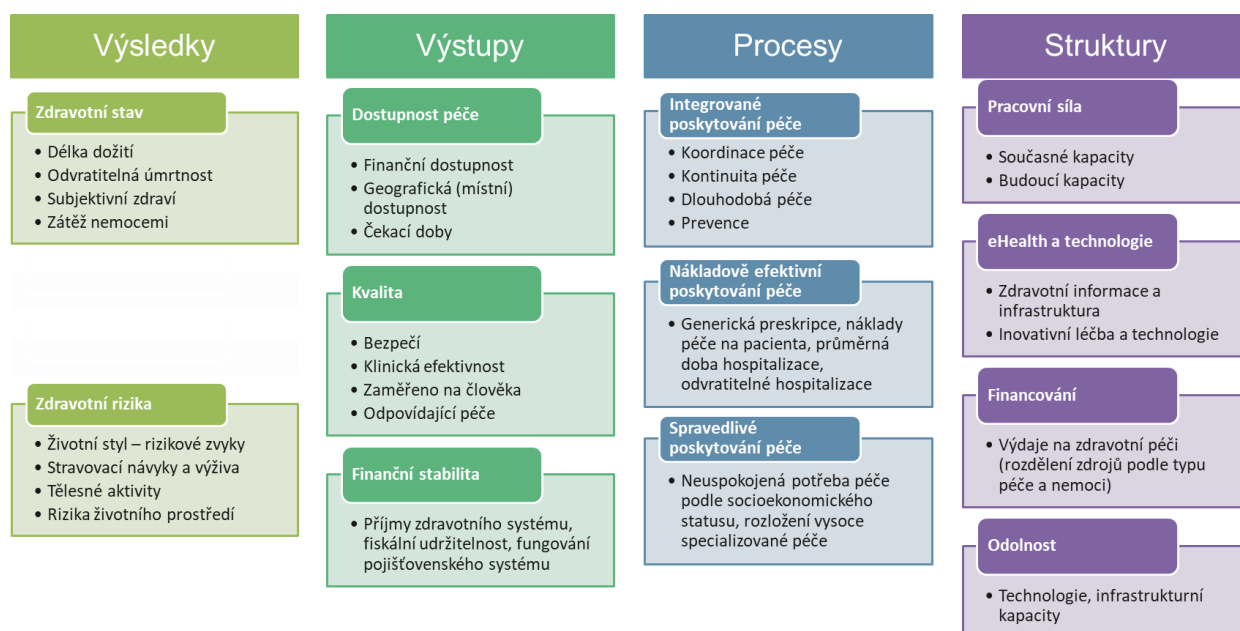 Výsledky
Zdravotní stav
• Délka dožití
• Odvratitelná úmrtnost
• Subjektivní zdraví
• Zátěž nemocemi
Zdravotní rizika
• Životní styl – rizikové zvyky
• Stravovací návyky a výživa
• Tělesné aktivity
• Rizika životního prostředí
Výstupy
Dostupnost péče
• Finanční dostupnost
• Geografická (místní)
dostupnost
• Čekací doby
Kvalita
• Bezpečí
• Klinická efektivnost
• Zaměřeno na člověka
• Odpovídající péče
Finanční stabilita
• Příjmy zdravotního systému,
fiskální udržitelnost, fungování
pojišťovenského systému
Procesy
Integrované
poskytování péče
• Koordinace péče
• Kontinuita péče
• Dlouhodobá péče
• Prevence
Nákladově efektivní
poskytování péče
• Generická preskripce, náklady
péče na pacienta, průměrná
doba hospitalizace,
odvratitelné hospitalizace
Spravedlivé
poskytování péče
• Neuspokojená potřeba péče
podle socioekonomického
statusu, rozložení vysoce
specializované péče
Struktury
Pracovní síla
• Současné kapacity
• Budoucí kapacity
eHealth a technologie
• Zdravotní informace a
infrastruktura
• Inovativní léčba a technologie
Financování
• Výdaje na zdravotní péči
(rozdělení zdrojů podle typu
péče a nemoci)
Odolnost
• Technologie, infrastrukturní
kapacity